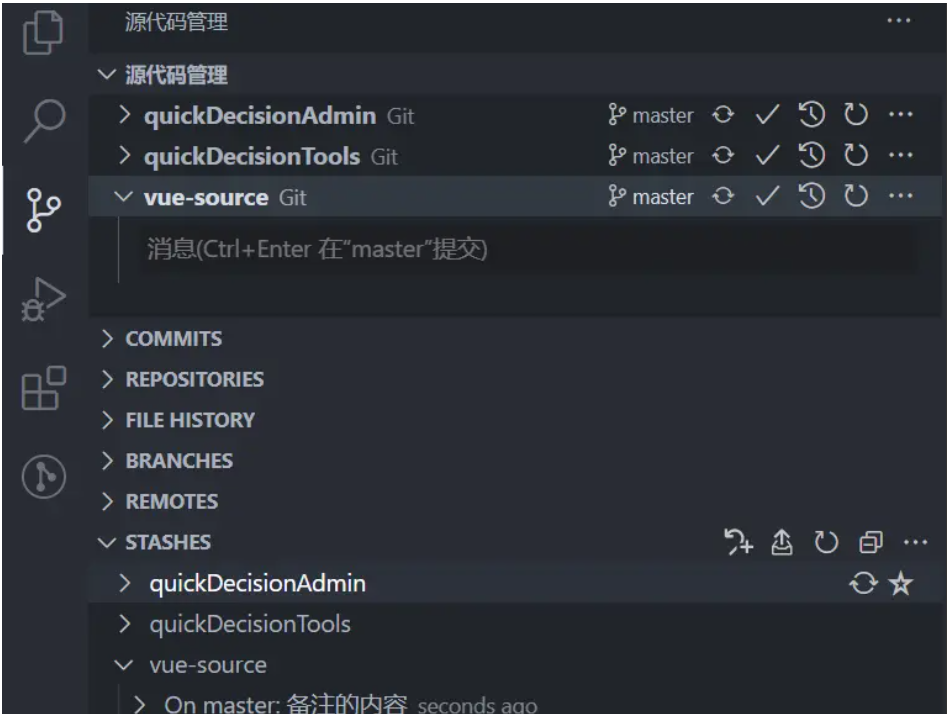 源代码管理
源代码管理
quickDecisionAdmin Git master
quickDecisionTools Git master
vue-source Git master
消息(Ctrl+Enter 在“master”提交)
COMMITS
REPOSITORIES
FILE HISTORY
BRANCHES
REMOTES
STASHES
quickDecisionAdmin
quickDecisionTools
vue-source
On master: 备注的内容 seconds ago